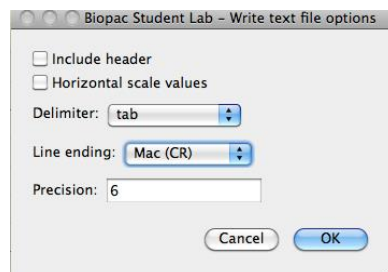 Biopac Student Lab – Write text file options
Include header
Horizontal scale values
Delimiter: tab
Line ending: Mac (CR)
Precision: 6
Cancel OK